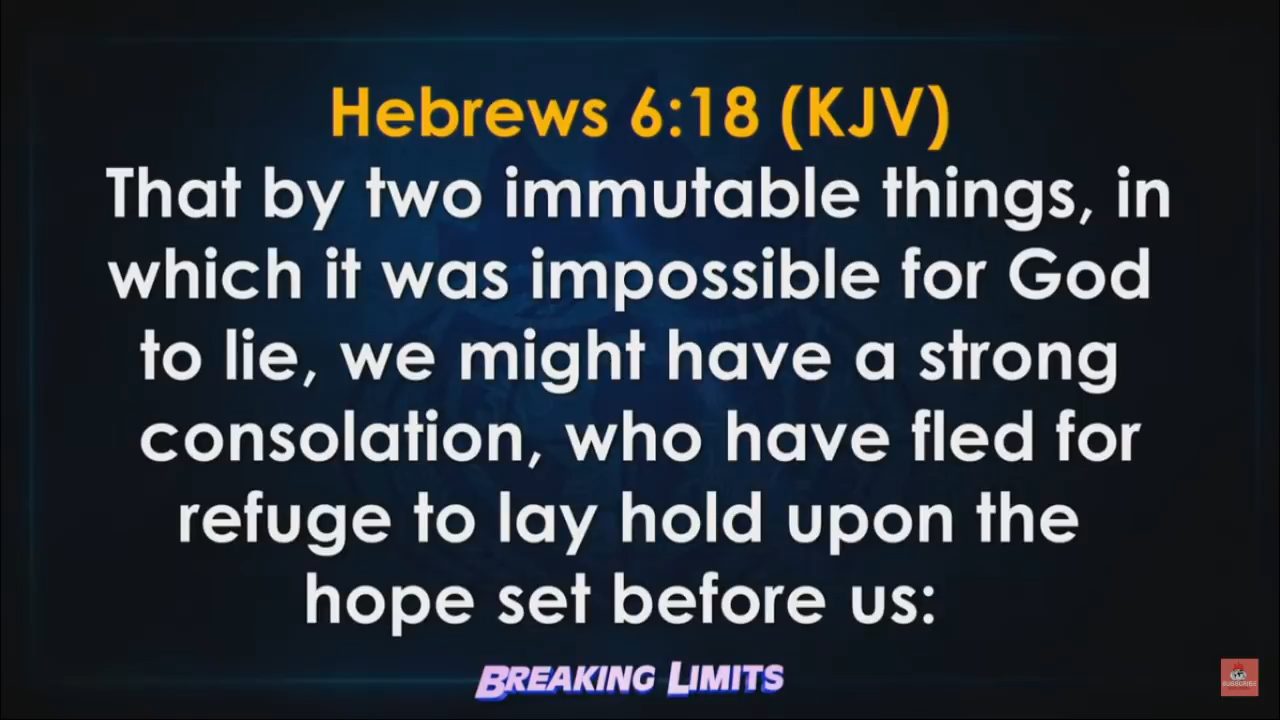 Hebrews 6:18 (KJV)
That by two immutable things, in
which it was impossible for God
to lie, we might have a strong
consolation, who have fled for
refuge to lay hold upon the
hope set before us:
BREAKING LIMITS
SUBSCRIBE